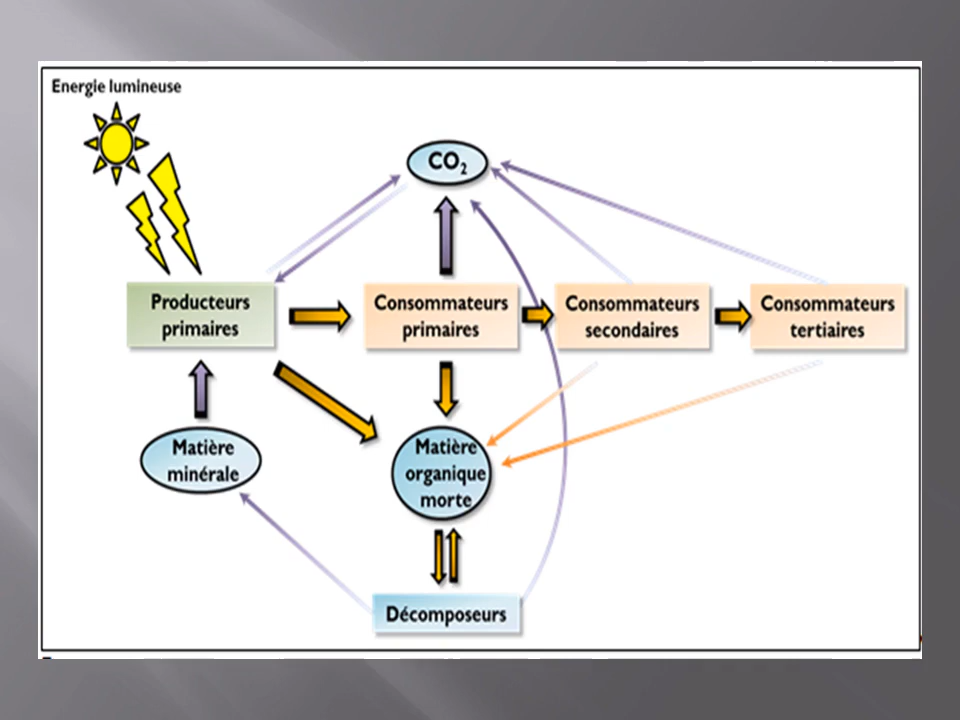 Energie lumineuse
CO₂
Producteurs
primaires
Consommateurs
primaires
Consommateurs
secondaires
Consommateurs
tertiaires
Matière
minérale
Matière
organique
morte
Décomposeurs